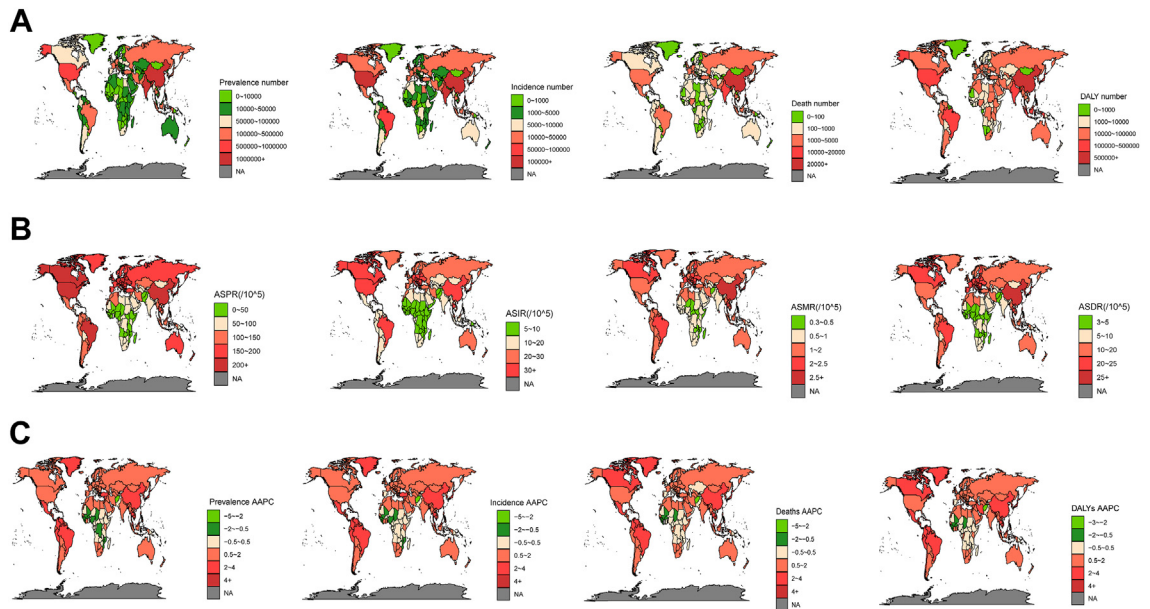 A
Prevalence number
0~10000
10000~50000
50000~100000
100000~500000
500000~1000000
1000000+
NA
Incidence number
0~1000
1000~5000
5000~10000
10000~50000
50000~100000
100000+
NA
Death number
0~100
100~1000
1000~5000
10000~20000
20000+
NA
DALY number
0~1000
1000~10000
10000~100000
100000~500000
500000+
NA
B
ASPR(/10^5)
0~50
50~100
100~150
150~200
200+
NA
ASIR(/10^5)
5~10
10~20
20~30
30+
NA
ASMR(/10^5)
0.3~0.5
0.5~1
1~2
2~2.5
2.5+
NA
ASDR(/10^5)
3~5
5~10
10~20
20~25
25+
NA
C
Prevalence AAPC
-5~-2
-2~-0.5
-0.5~0.5
0.5~2
2~4
4+
NA
Incidence AAPC
-5~-2
-2~-0.5
-0.5~0.5
0.5~2
2~4
4+
NA
Deaths AAPC
-5~-2
-2~-0.5
-0.5~0.5
0.5~2
2~4
4+
NA
DALYs AAPC
-3~-2
-2~-0.5
-0.5~0.5
0.5~2
2~4
4+
NA